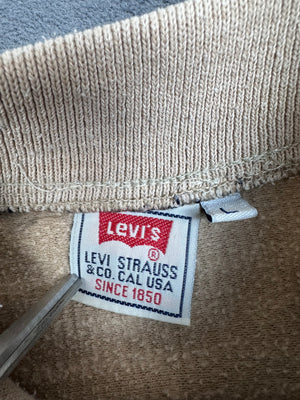 Levi's
®
LEVI STRAUSS
& CO. CAL USA
SINCE 1850
L